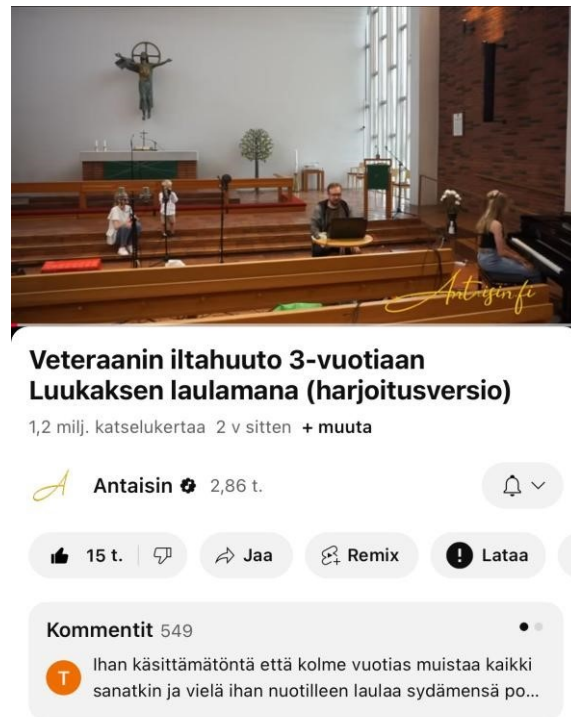 Antaisin.fi
Veteraanin iltahuuto 3-vuotiaan
Luukaksen laulamana (harjoitusversio)
1,2 milj. katselukertaa 2 v sitten + muuta
A Antaisin 2,86 t.
15 t. Jaa Remix Lataa
Kommentit 549
T
Ihan käsittämätöntä että kolme vuotias muistaa kaikki
sanatkin ja vielä ihan nuotilleen laulaa sydämensä po...